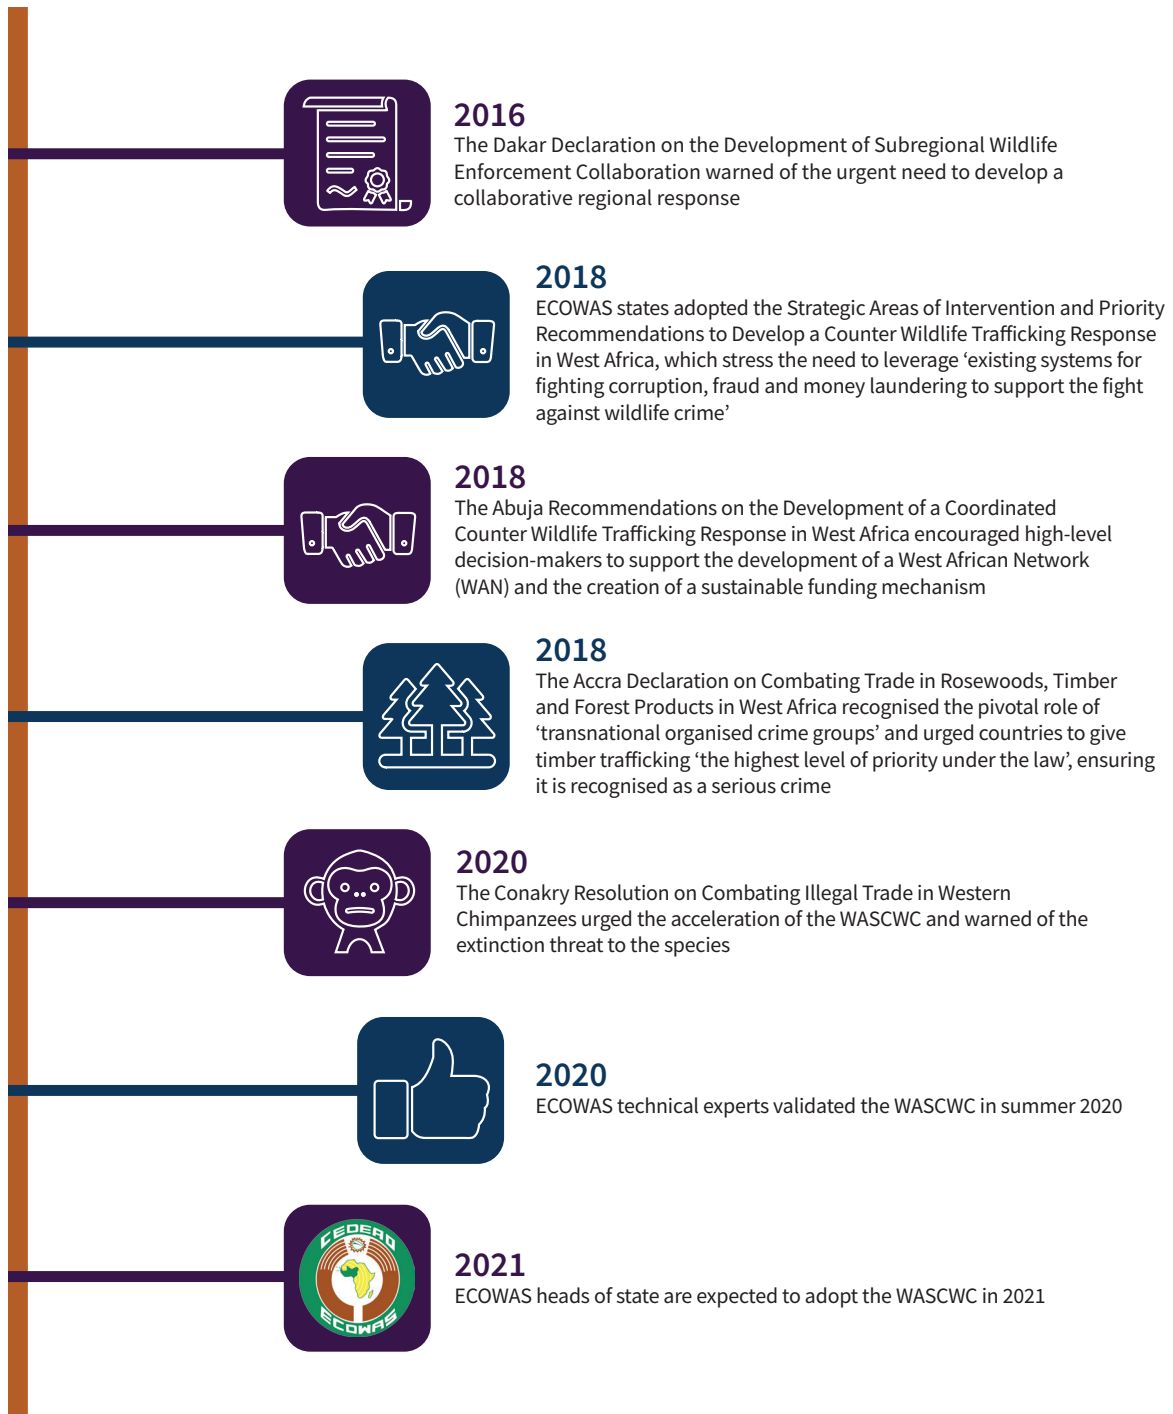 2016
The Dakar Declaration on the Development of Subregional Wildlife
Enforcement Collaboration warned of the urgent need to develop a
collaborative regional response
2018
ECOWAS states adopted the Strategic Areas of Intervention and Priority
Recommendations to Develop a Counter Wildlife Trafficking Response
in West Africa, which stress the need to leverage ‘existing systems for
fighting corruption, fraud and money laundering to support the fight
against wildlife crime’
2018
The Abuja Recommendations on the Development of a Coordinated
Counter Wildlife Trafficking Response in West Africa encouraged high-level
decision-makers to support the development of a West African Network
(WAN) and the creation of a sustainable funding mechanism
2018
The Accra Declaration on Combating Trade in Rosewoods, Timber
and Forest Products in West Africa recognised the pivotal role of
‘transnational organised crime groups’ and urged countries to give
timber trafficking ‘the highest level of priority under the law’, ensuring
it is recognised as a serious crime
2020
The Conakry Resolution on Combating Illegal Trade in Western
Chimpanzees urged the acceleration of the WASCWC and warned of the
extinction threat to the species
2020
ECOWAS technical experts validated the WASCWC in summer 2020
CEDEAO
ECOWAS
2021
ECOWAS heads of state are expected to adopt the WASCWC in 2021